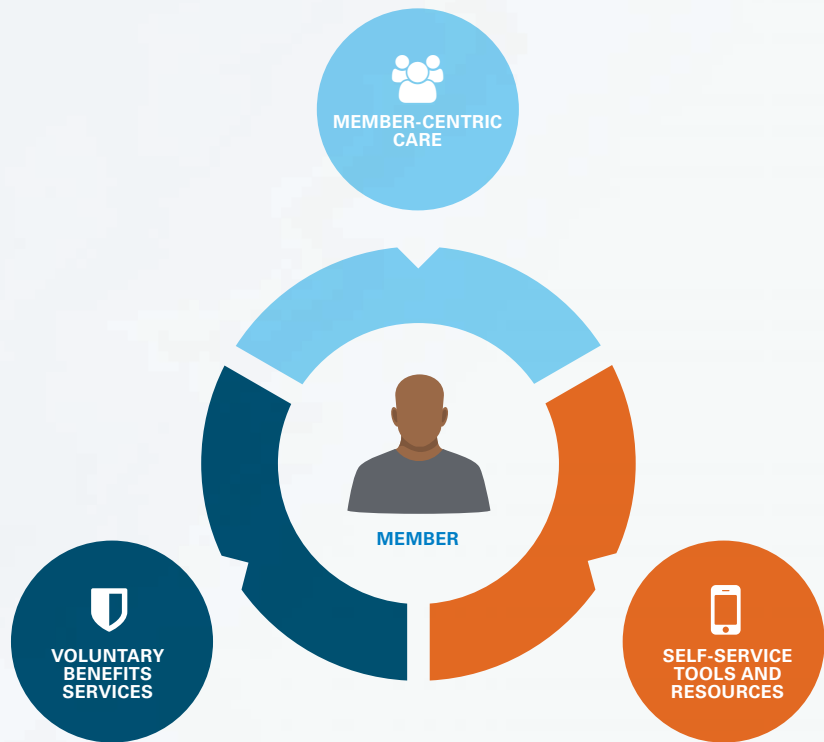 MEMBER-CENTRIC
CARE
MEMBER
VOLUNTARY
BENEFITS
SERVICES
SELF-SERVICE
TOOLS AND
RESOURCES